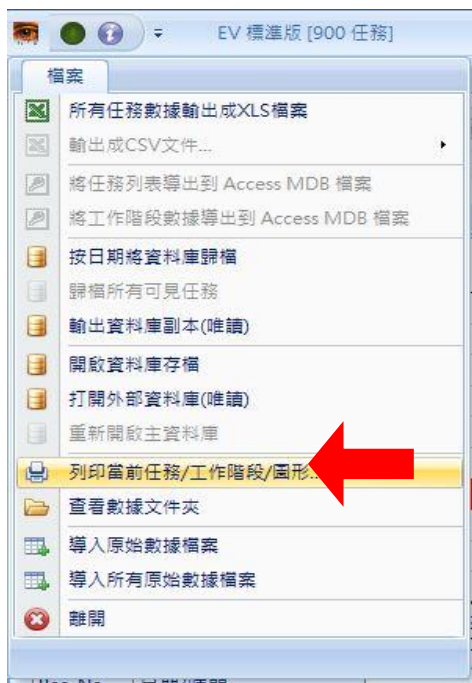 EV 標準版 [900 任務]
檔案
所有任務數據輸出成XLS檔案
輸出成CSV文件...
將任務列表導出到 Access MDB 檔案
將工作階段數據導出到 Access MDB 檔案
按日期將資料庫歸檔
歸檔所有可見任務
輸出資料庫副本(唯讀)
開啟資料庫存檔
打開外部資料庫(唯讀)
重新開啟主資料庫
列印當前任務/工作階段/圖形...
查看數據文件夾
導入原始數據檔案
導入所有原始數據檔案
離開